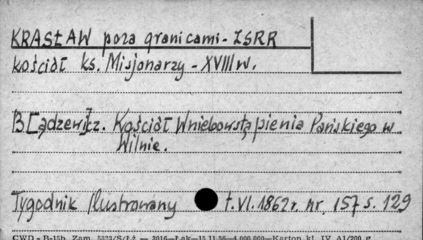 KRASŁAW poza granicami - ZSRR
kościół ks. Misjonarzy - XVIII w.
B[łądzewi]cz. Kościół Wniebowstąpienia Pańskiego w
Wilnie.
Tygodnik Ilustrowany t. VI. 1862 r. nr. 157 s. 129